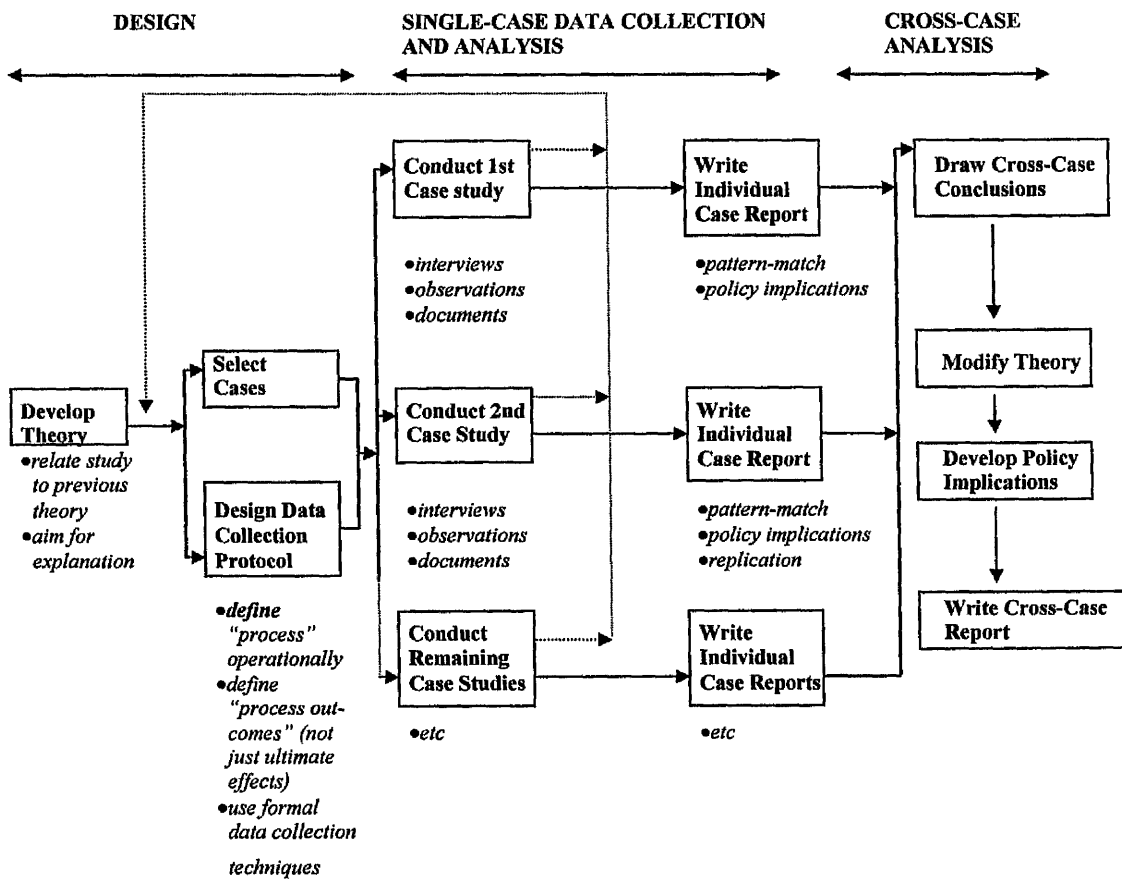 DESIGN
SINGLE-CASE DATA COLLECTION
AND ANALYSIS
CROSS-CASE
ANALYSIS
Develop
Theory
•relate study
to previous
theory
•aim for
explanation
Select
Cases
Design Data
Collection
Protocol
•define
“process”
operationally
•define
“process out-
comes” (not
just ultimate
effects)
•use formal
data collection
techniques
Conduct 1st
Case study
•interviews
•observations
•documents
Conduct 2nd
Case Study
•interviews
•observations
•documents
Conduct
Remaining
Case Studies
•etc
Write
Individual
Case Report
•pattern-match
•policy implications
Write
Individual
Case Report
•pattern-match
•policy implications
•replication
Write
Individual
Case Reports
•etc
Draw Cross-Case
Conclusions
Modify Theory
Develop Policy
Implications
Write Cross-Case
Report